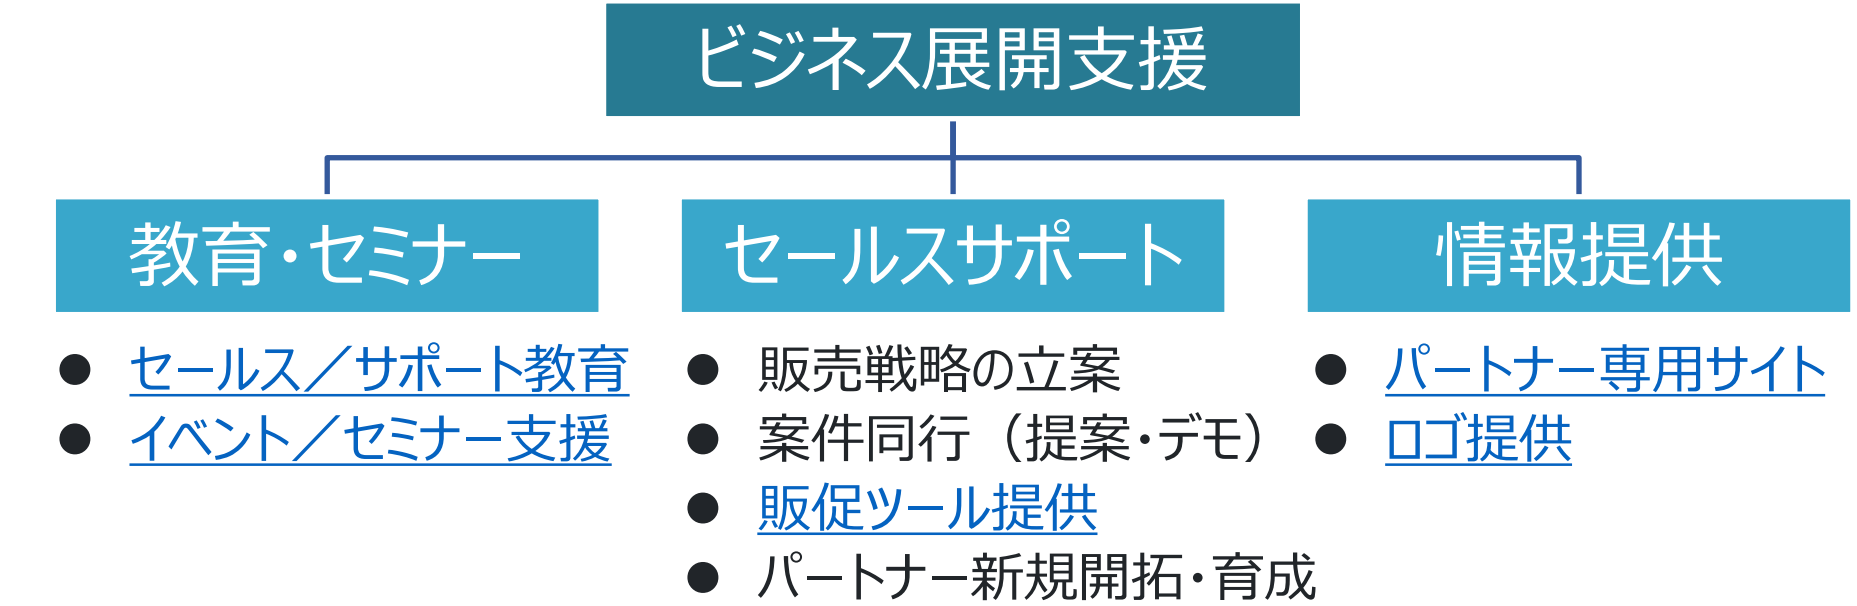 ビジネス展開支援
教育・セミナー
セールス／サポート教育
イベント／セミナー支援
セールスサポート
販売戦略の立案
案件同行（提案・デモ）
販促ツール提供
パートナー新規開拓・育成
情報提供
パートナー専用サイト
ロゴ提供